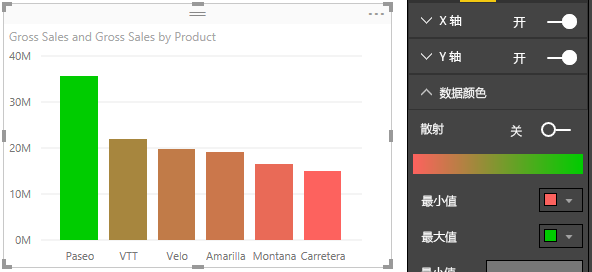 Gross Sales and Gross Sales by Product
40M
30M
20M
10M
0M
Paseo VTT Velo Amarilla Montana Carretera
X 轴 开
Y 轴 开
数据颜色
散射 关
最小值
最大值
最小值